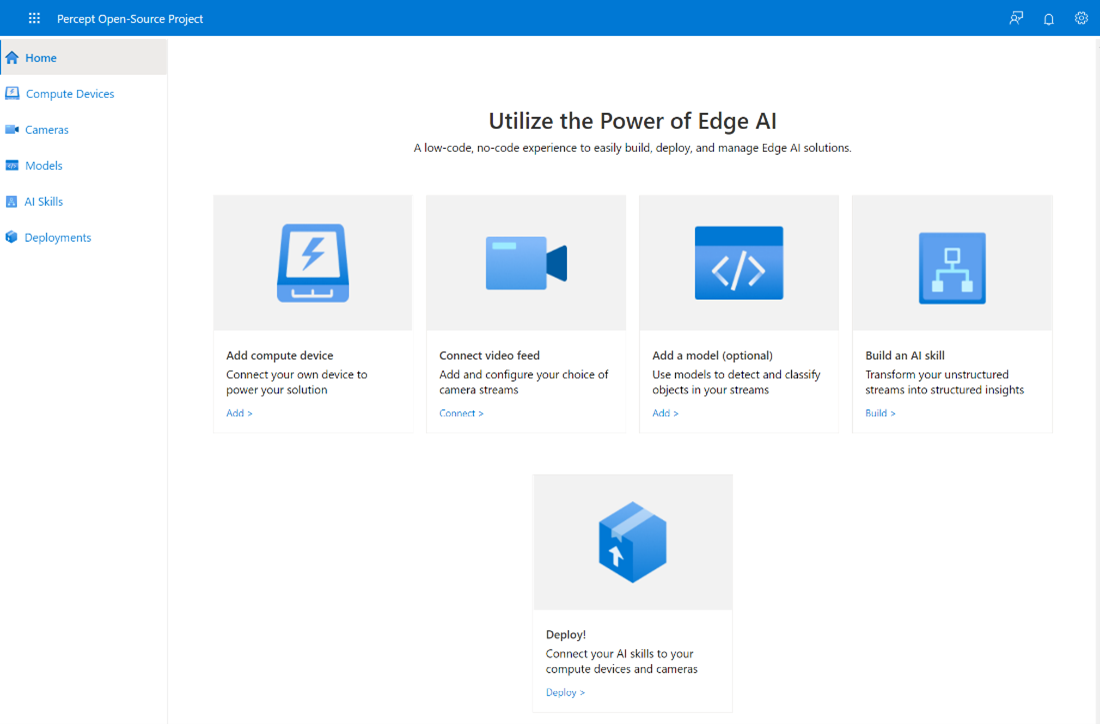 Percept Open-Source Project
Home
Compute Devices
Cameras
Models
AI Skills
Deployments
Utilize the Power of Edge AI
A low-code, no-code experience to easily build, deploy, and manage Edge AI solutions.
Add compute device
Connect your own device to
power your solution
Add >
Connect video feed
Add and configure your choice of
camera streams
Connect >
Add a model (optional)
Use models to detect and classify
objects in your streams
Add >
Build an AI skill
Transform your unstructured
streams into structured insights
Build >
Deploy!
Connect your AI skills to your
compute devices and cameras
Deploy >